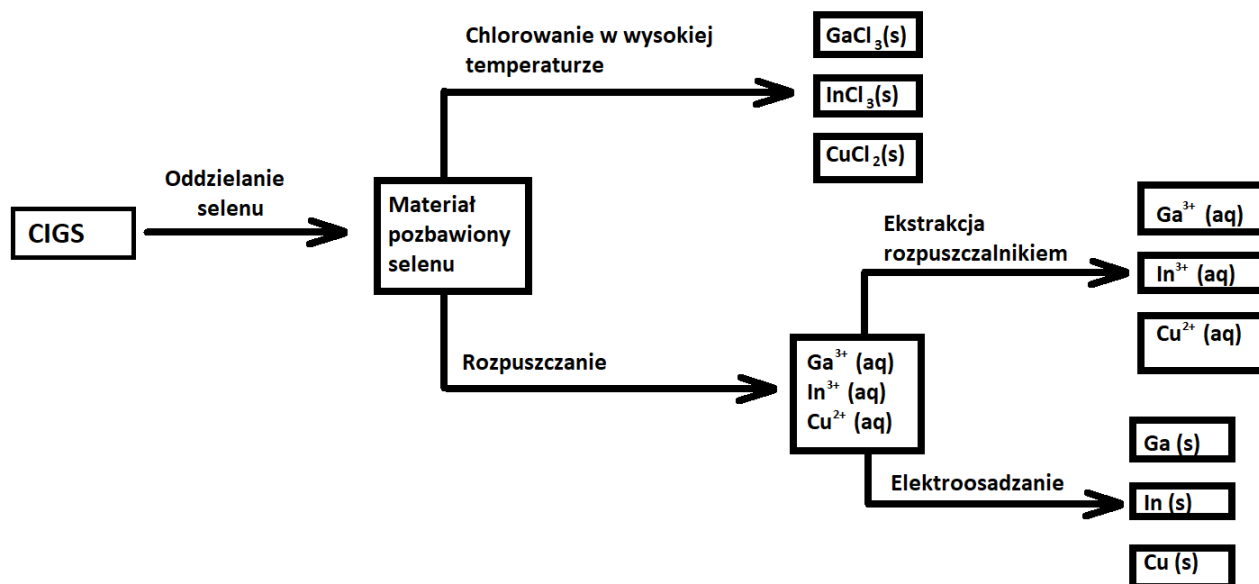 Chlorowanie w wysokiej
temperaturze
GaCl₃(s)
InCl₃(s)
CuCl₂(s)
Oddzielanie
selenu
CIGS
Materiał
pozbawiony
selenu
Ekstrakcja
rozpuszczalnikiem
Ga³⁺ (aq)
In³⁺ (aq)
Cu²⁺ (aq)
Rozpuszczanie
Ga³⁺ (aq)
In³⁺ (aq)
Cu²⁺ (aq)
Elektroosadzanie
Ga (s)
In (s)
Cu (s)